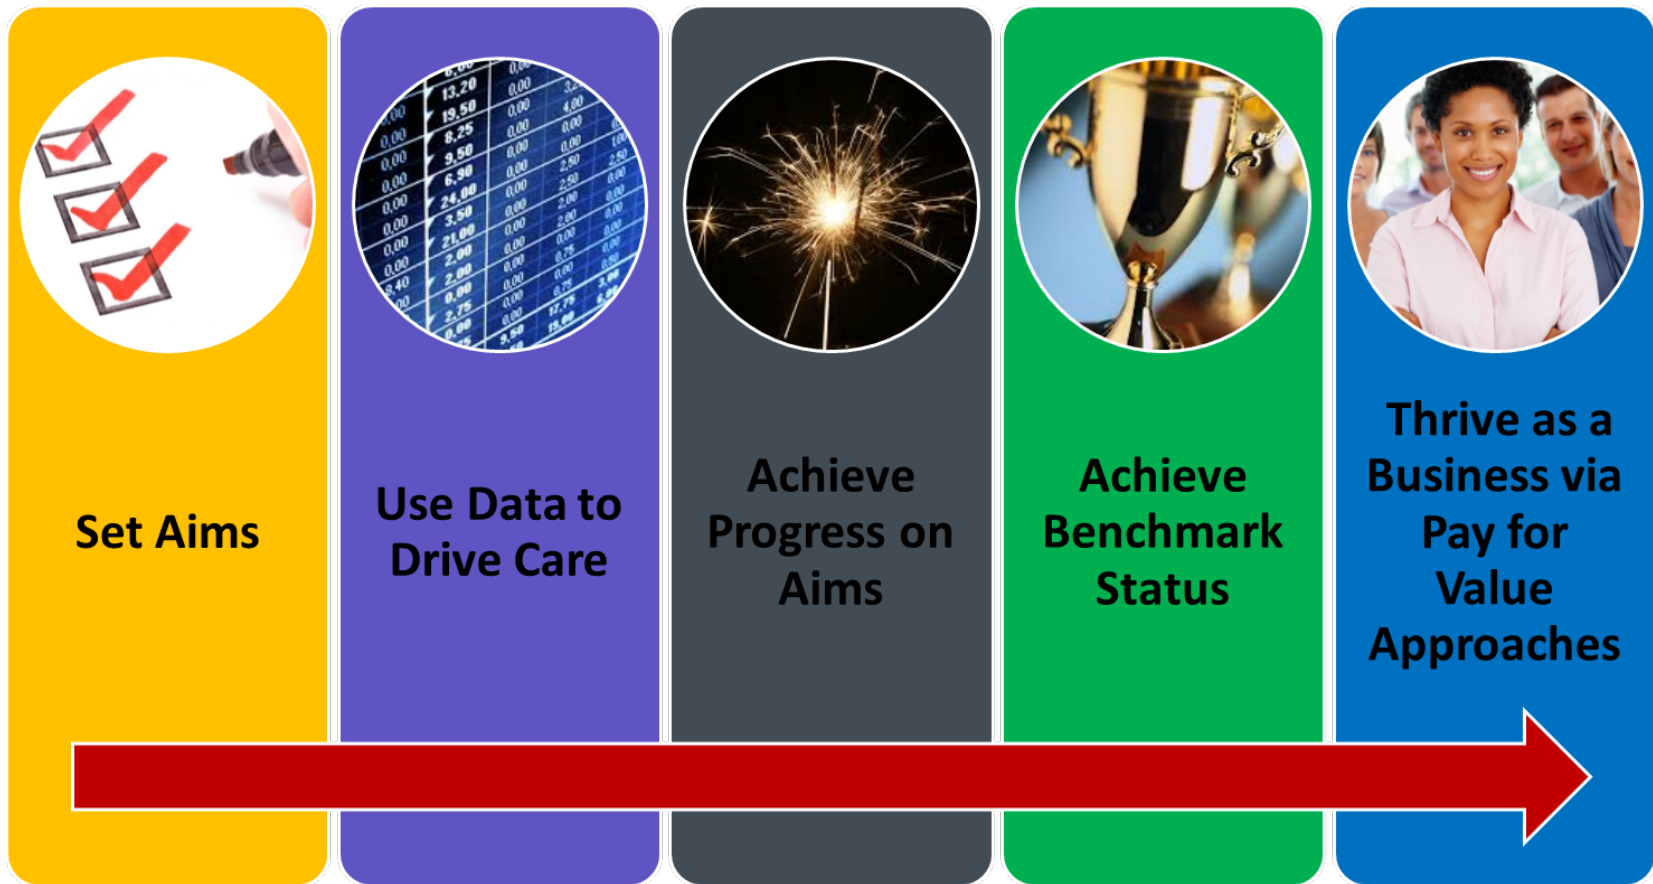 Set Aims
Use Data to
Drive Care
Achieve
Progress on
Aims
Achieve
Benchmark
Status
Thrive as a
Business via
Pay for
Value
Approaches